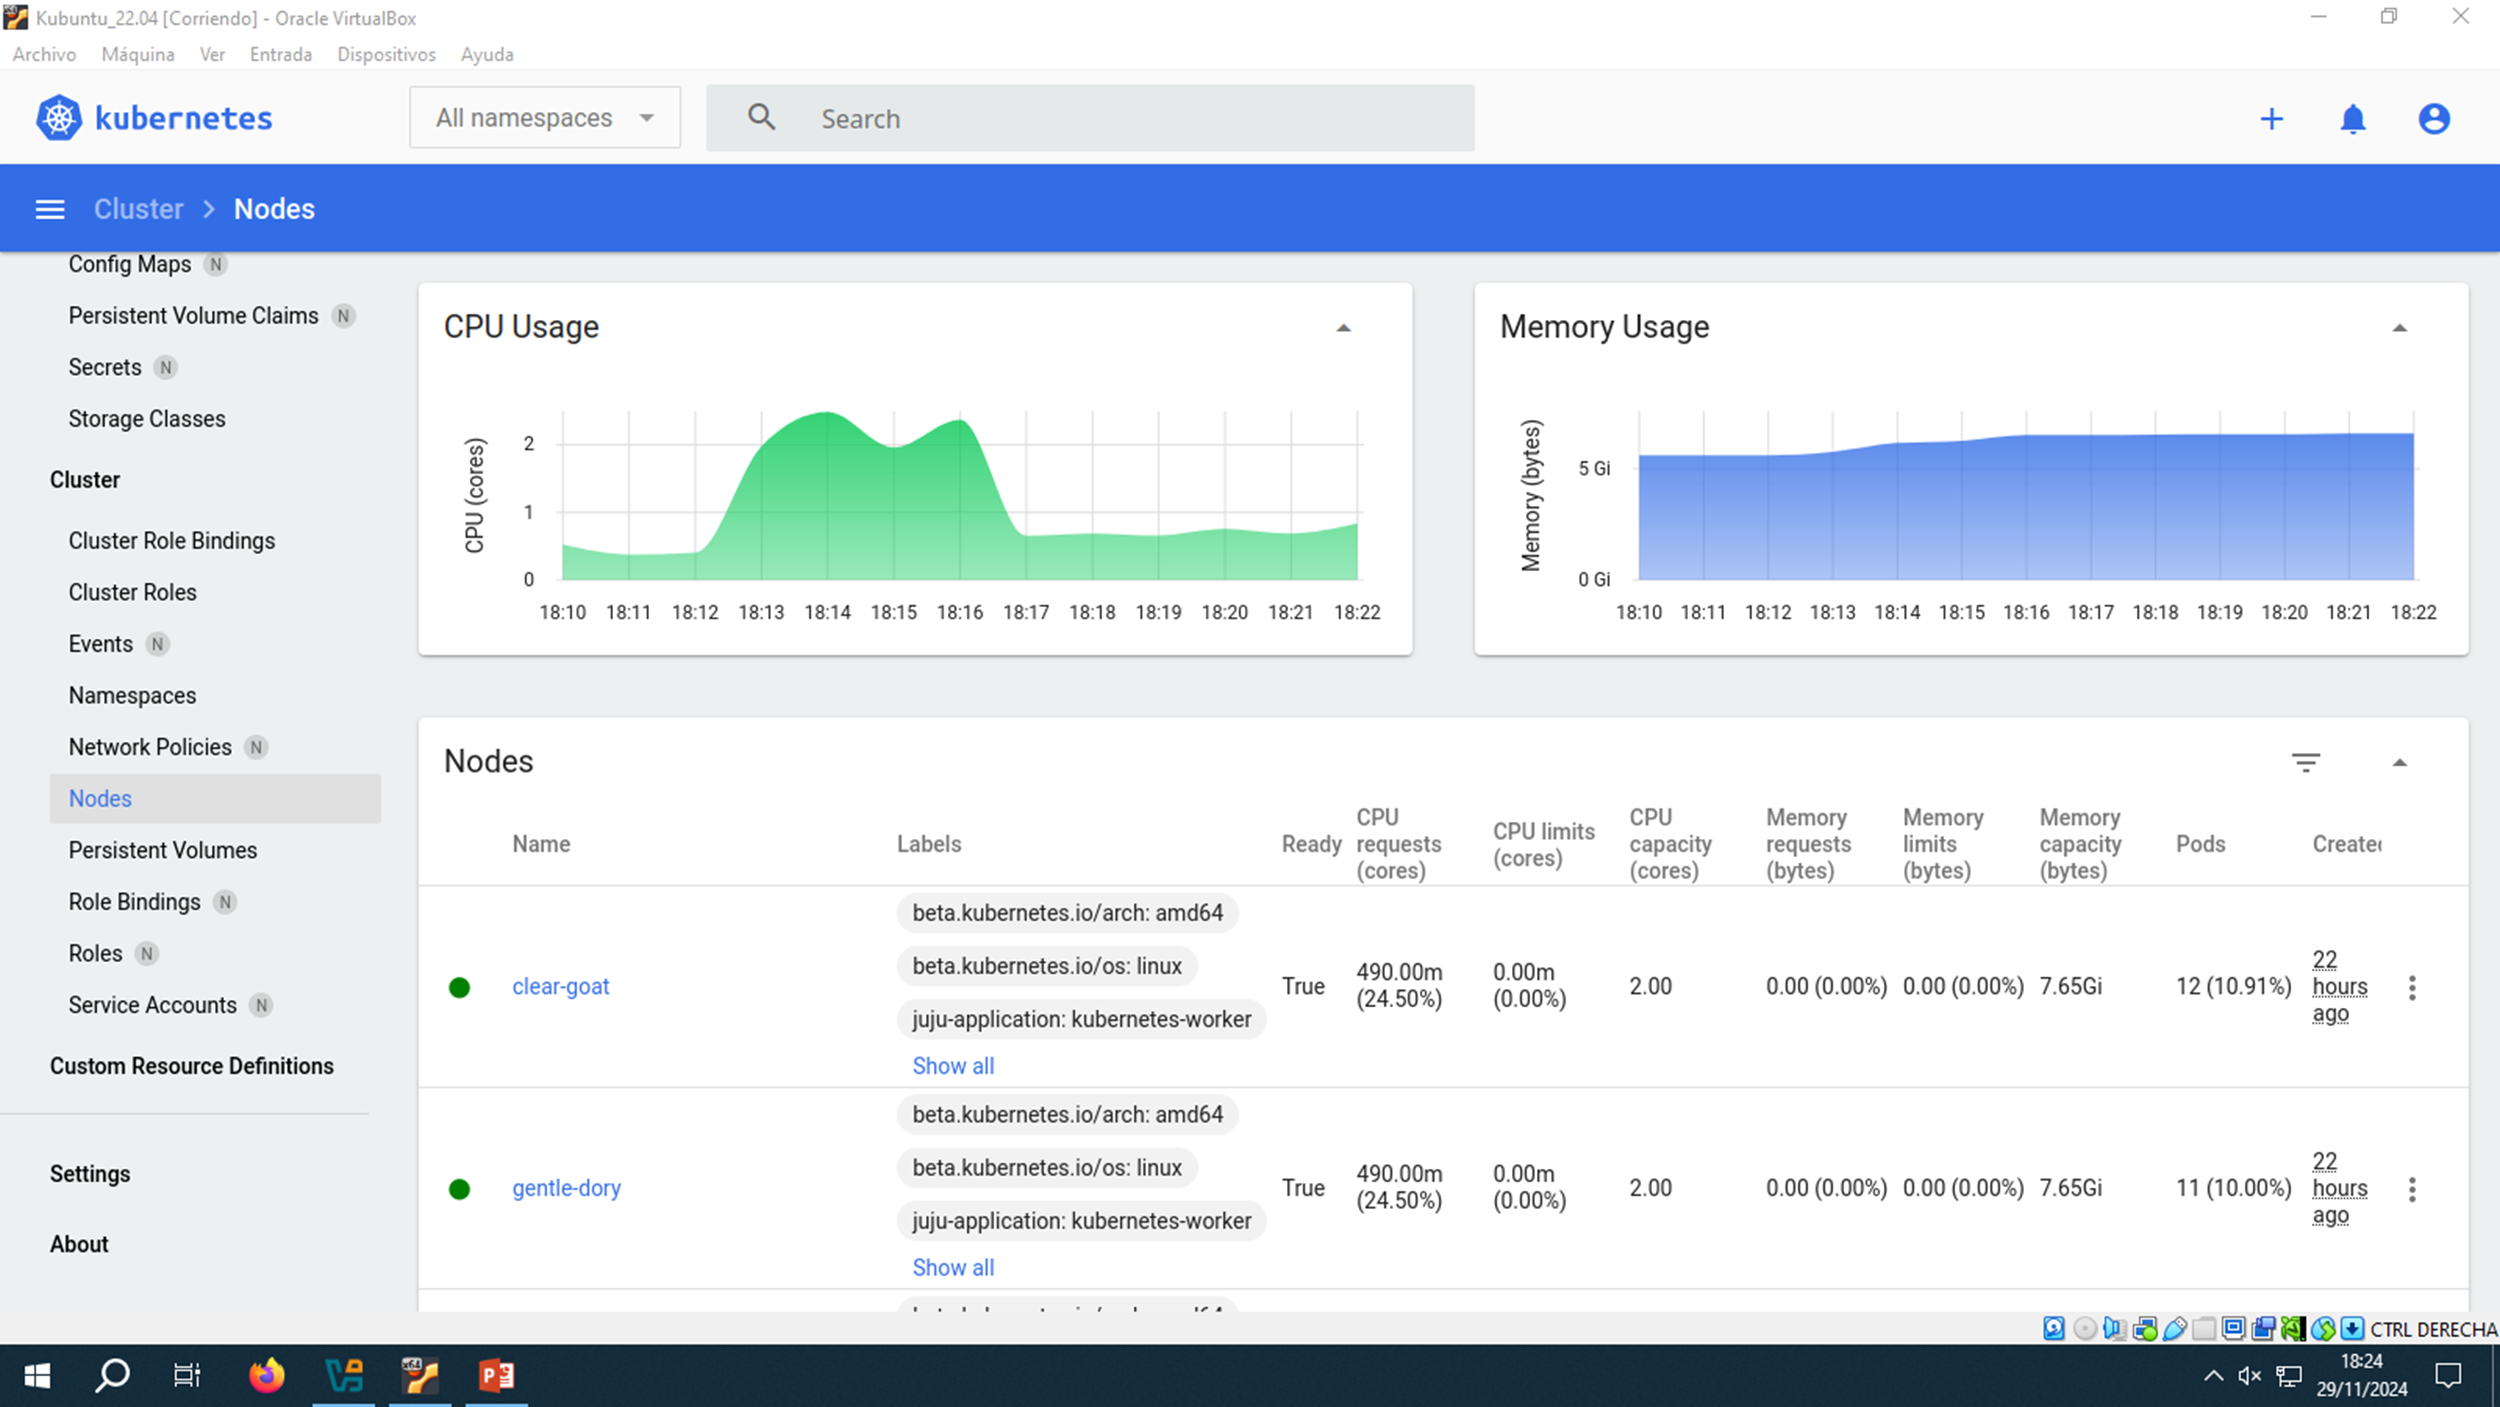 Kubuntu_22.04 [Corriendo] - Oracle VirtualBox
Archivo Máquina Ver Entrada Dispositivos Ayuda
kubernetes
All namespaces
Search
Cluster > Nodes
Config Maps N
Persistent Volume Claims N
Secrets N
Storage Classes
Cluster
Cluster Role Bindings
Cluster Roles
Events N
Namespaces
Network Policies N
Nodes
Persistent Volumes
Role Bindings N
Roles N
Service Accounts N
Custom Resource Definitions
Settings
About
CPU Usage
CPU (cores)
2
1
0
18:10 18:11 18:12 18:13 18:14 18:15 18:16 18:17 18:18 18:19 18:20 18:21 18:22
Memory Usage
Memory (bytes)
5 Gi
0 Gi
18:10 18:11 18:12 18:13 18:14 18:15 18:16 18:17 18:18 18:19 18:20 18:21 18:22
Nodes
Name
Labels
Ready
CPU
requests
(cores)
CPU limits
(cores)
CPU
capacity
(cores)
Memory
requests
(bytes)
Memory
limits
(bytes)
Memory
capacity
(bytes)
Pods
Create
clear-goat
beta.kubernetes.io/arch: amd64
beta.kubernetes.io/os: linux
juju-application: kubernetes-worker
Show all
True
490.00m
(24.50%)
0.00m
(0.00%)
2.00
0.00 (0.00%)
0.00 (0.00%)
7.65Gi
12 (10.91%)
22
hours
ago
gentle-dory
beta.kubernetes.io/arch: amd64
beta.kubernetes.io/os: linux
juju-application: kubernetes-worker
Show all
True
490.00m
(24.50%)
0.00m
(0.00%)
2.00
0.00 (0.00%)
0.00 (0.00%)
7.65Gi
11 (10.00%)
22
hours
ago
CTRL DERECHA
x64
18:24
29/11/2024